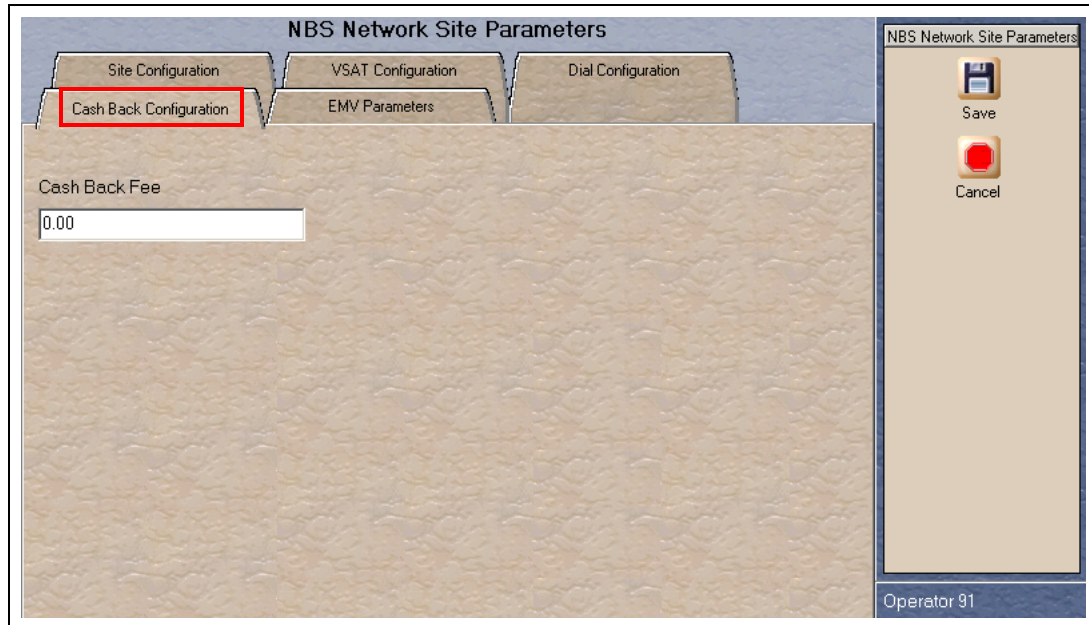 NBS Network Site Parameters
Site Configuration
VSAT Configuration
Dial Configuration
Cash Back Configuration
EMV Parameters
Cash Back Fee
0.00
NBS Network Site Parameters
Save
Cancel
Operator 91